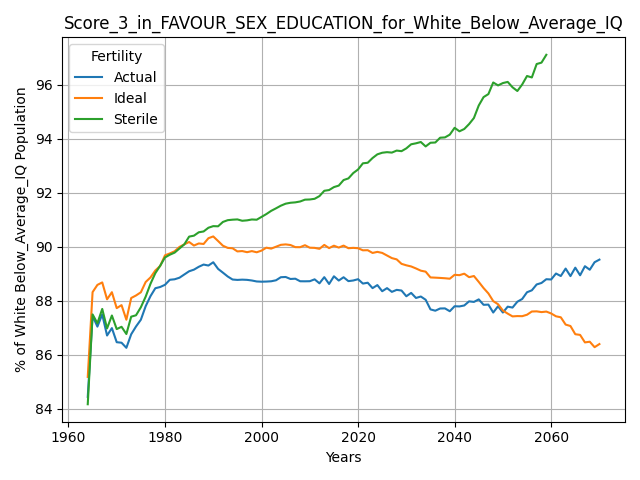 Score_3_in_FAVOUR_SEX_EDUCATION_for_White_Below_Average_IQ
Fertility
Actual
Ideal
Sterile
% of White Below_Average_IQ Population
96
94
92
90
88
86
84
1960 1980 2000 2020 2040 2060
Years